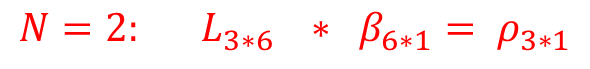 N = 2: L₃*₆ * β₆*₁ = ρ₃*₁